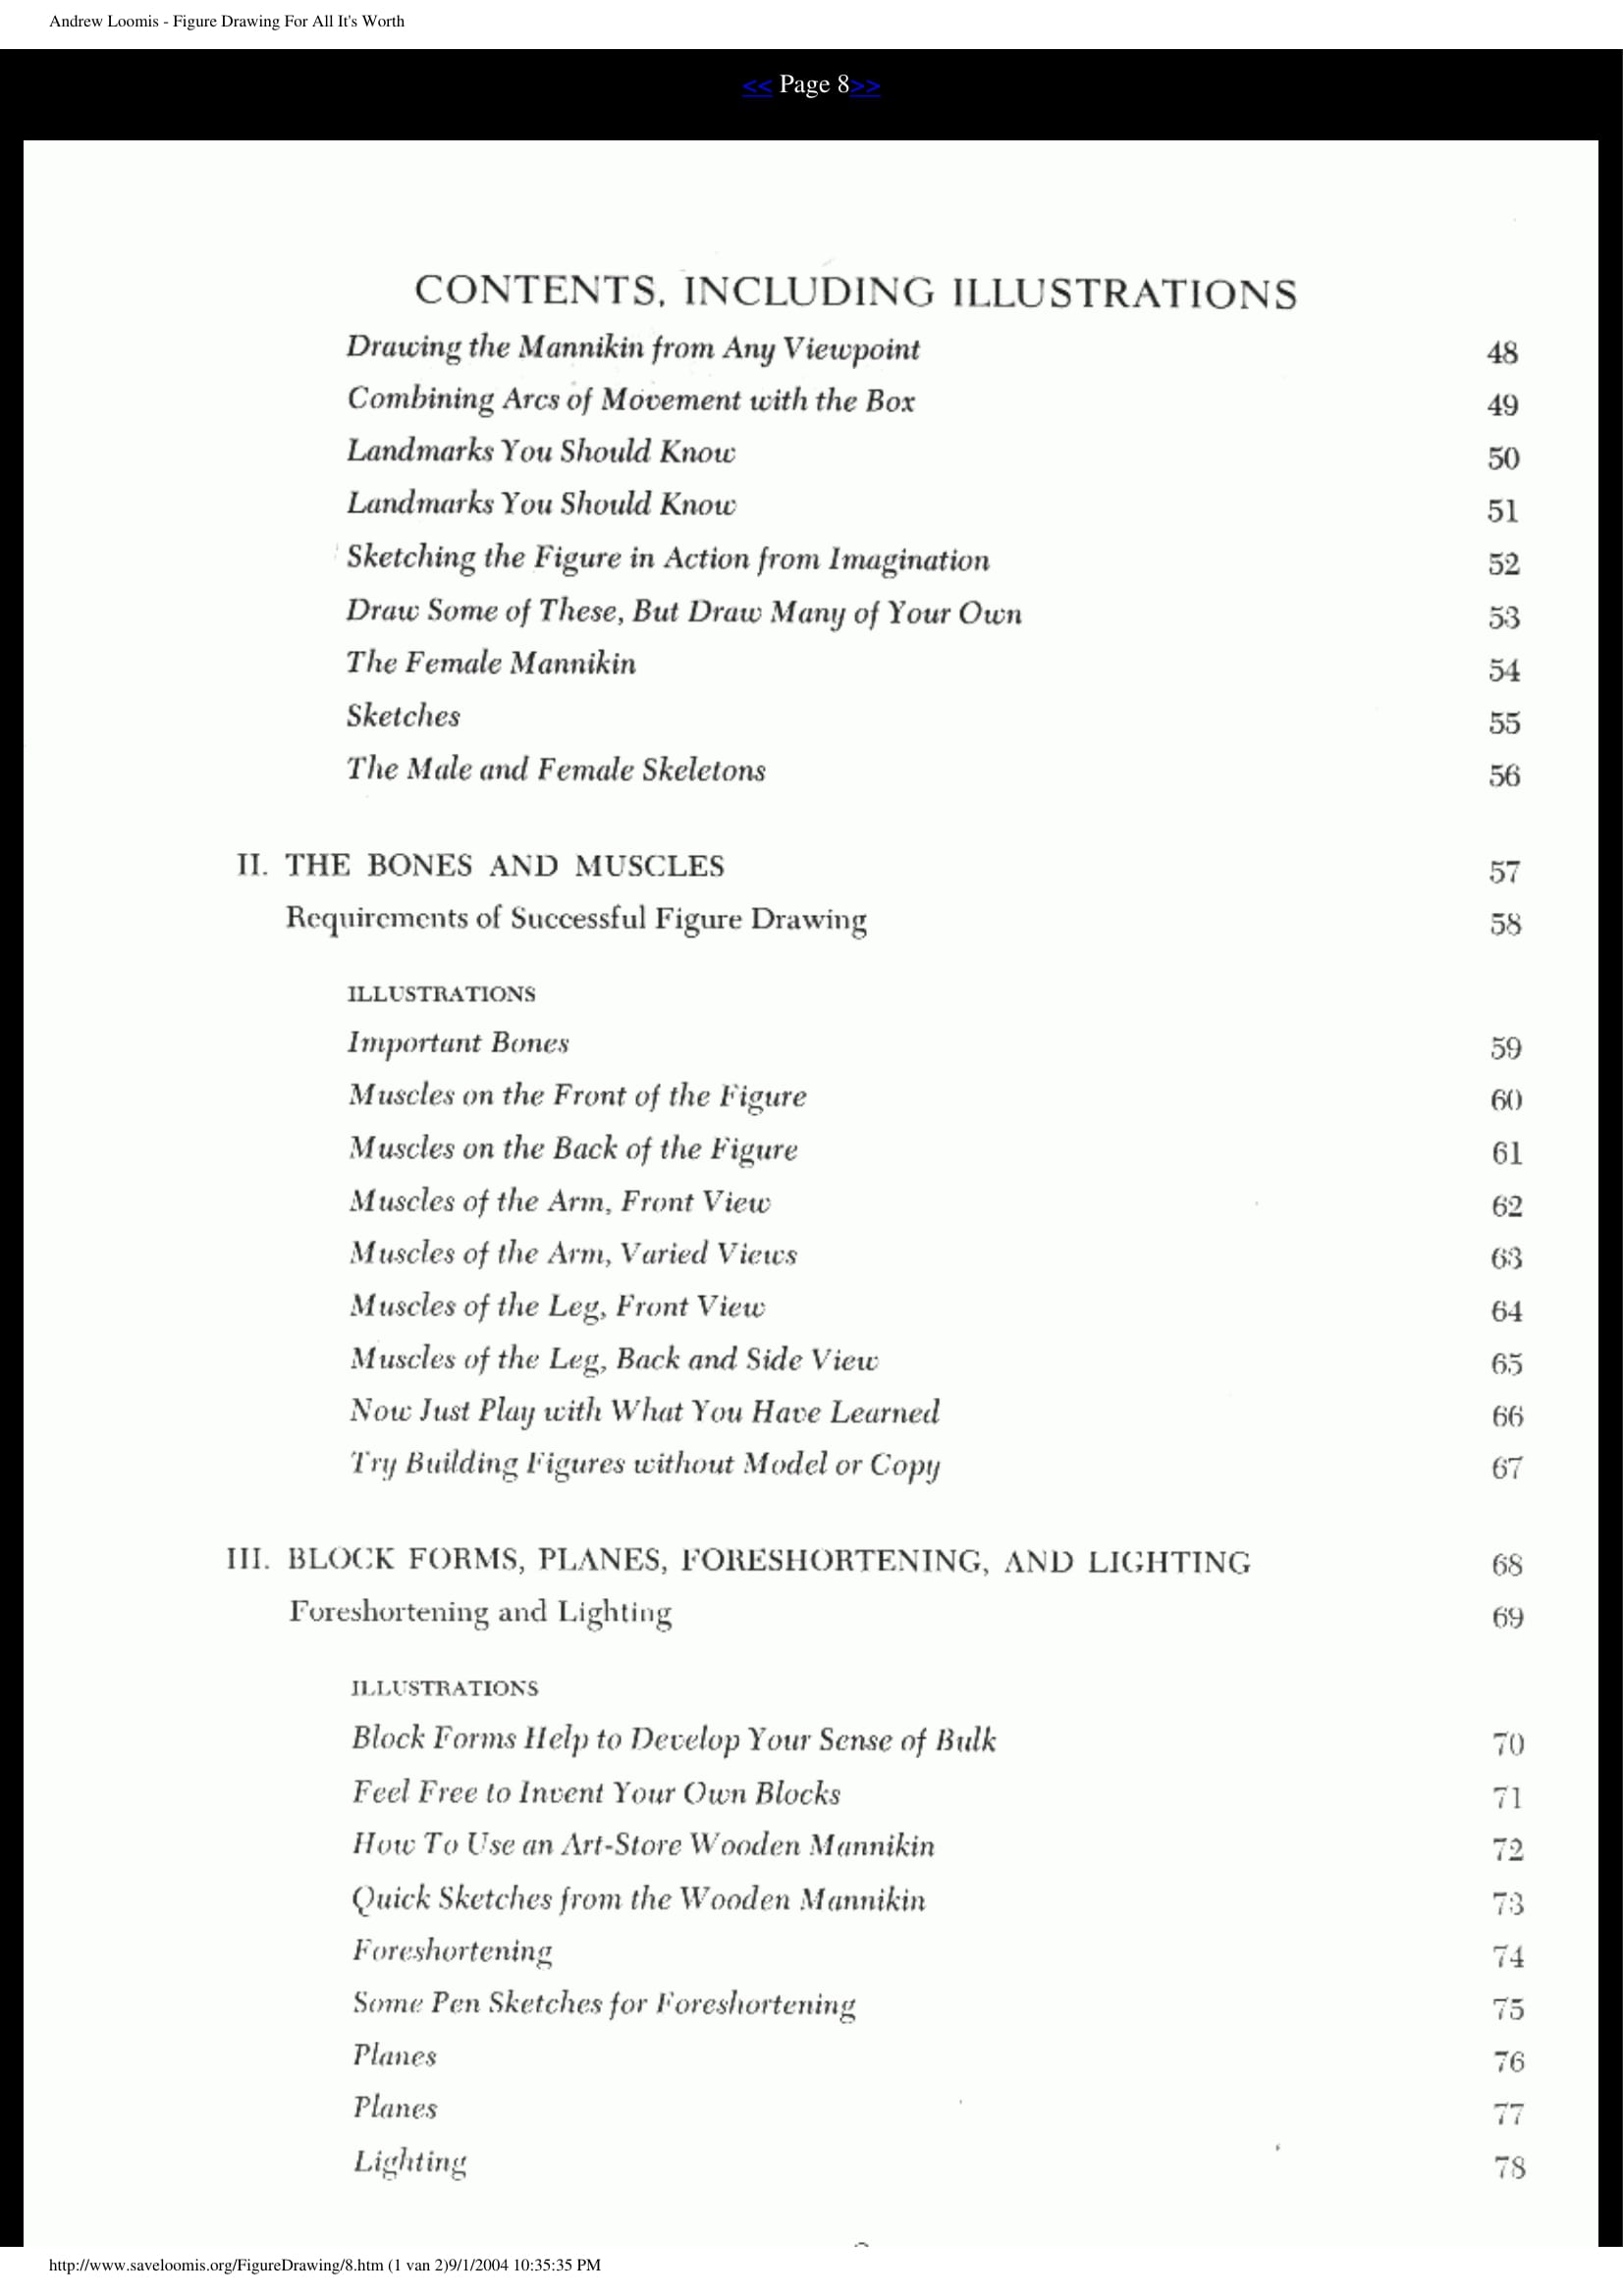 Andrew Loomis - Figure Drawing For All It's Worth
<< Page 8>>
CONTENTS, INCLUDING ILLUSTRATIONS
Drawing the Mannikin from Any Viewpoint 48
Combining Arcs of Movement with the Box 49
Landmarks You Should Know 50
Landmarks You Should Know 51
Sketching the Figure in Action from Imagination 52
Draw Some of These, But Draw Many of Your Own 53
The Female Mannikin 54
Sketches 55
The Male and Female Skeletons 56
II. THE BONES AND MUSCLES 57
Requirements of Successful Figure Drawing 58
ILLUSTRATIONS
Important Bones 59
Muscles on the Front of the Figure 60
Muscles on the Back of the Figure 61
Muscles of the Arm, Front View 62
Muscles of the Arm, Varied Views 63
Muscles of the Leg, Front View 64
Muscles of the Leg, Back and Side View 65
Now Just Play with What You Have Learned 66
Try Building Figures without Model or Copy 67
III. BLOCK FORMS, PLANES, FORESHORTENING, AND LIGHTING 68
Foreshortening and Lighting 69
ILLUSTRATIONS
Block Forms Help to Develop Your Sense of Bulk 70
Feel Free to Invent Your Own Blocks 71
How To Use an Art-Store Wooden Mannikin 72
Quick Sketches from the Wooden Mannikin 73
Foreshortening 74
Some Pen Sketches for Foreshortening 75
Planes 76
Planes 77
Lighting 78
http://www.saveloomis.org/FigureDrawing/8.htm (1 van 2)9/1/2004 10:35:35 PM